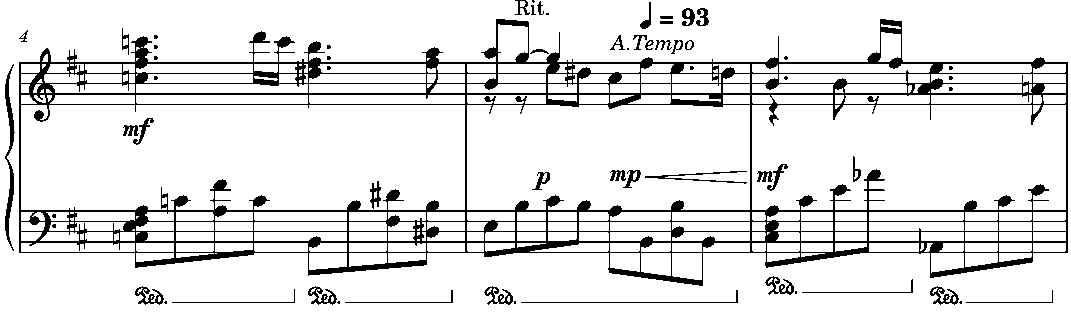 Rit.
♩ = 93
A.Tempo
4
mf
p
mp
mf
Ped. Ped. Ped. Ped. Ped.